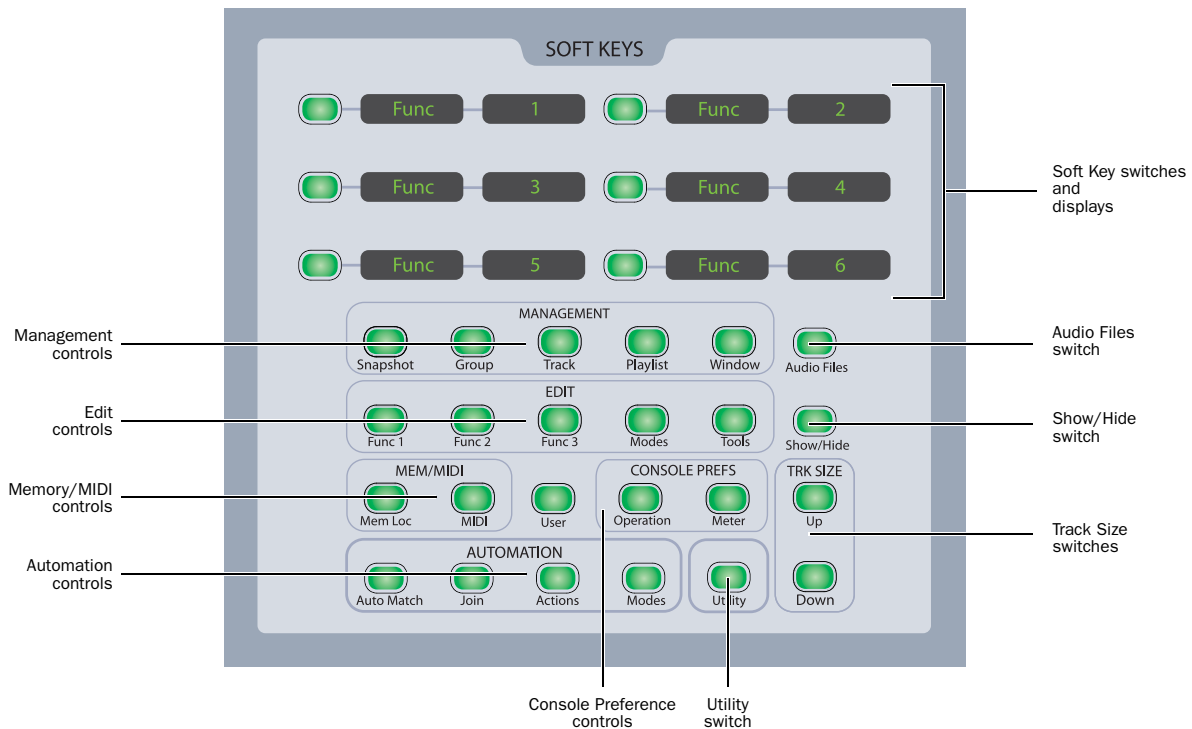 SOFT KEYS
Func 1 Func 2
Func 3 Func 4
Func 5 Func 6
Soft Key switches
and
displays
MANAGEMENT
Snapshot Group Track Playlist Window
Audio Files
Management
controls
Audio Files
switch
EDIT
Func 1 Func 2 Func 3 Modes Tools
Show/Hide
Edit
controls
Show/Hide
switch
MEM/MIDI
Mem Loc MIDI
User
CONSOLE PREFS
Operation Meter
TRK SIZE
Up
Down
Memory/MIDI
controls
Track Size
switches
AUTOMATION
Auto Match Join Actions Modes
Utility
Automation
controls
Console Preference
controls
Utility
switch